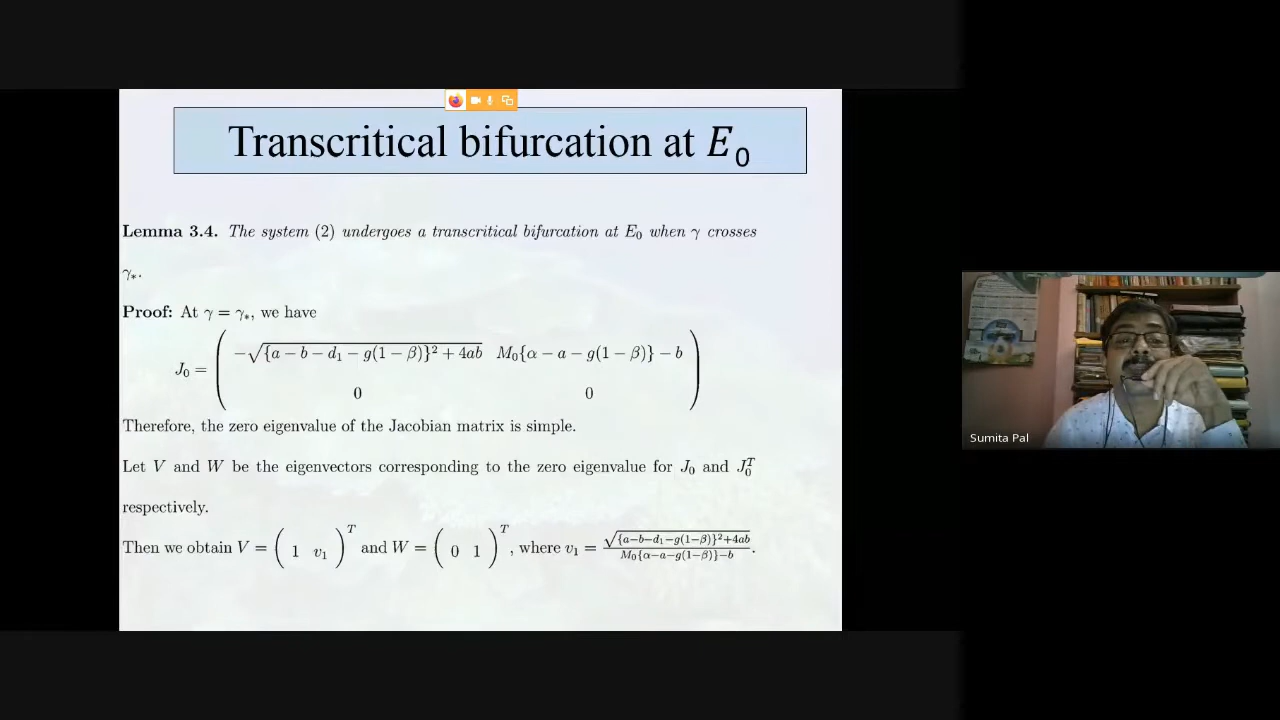 Transcritical bifurcation at E₀
Lemma 3.4. The system (2) undergoes a transcritical bifurcation at E₀ when γ crosses
γ*.
Proof: At γ = γ*, we have
J₀ = ( −√{a − b − d₁ − g(1 − β)}² + 4ab   M₀{α − a − g(1 − β)} − b
0   0 )
Therefore, the zero eigenvalue of the Jacobian matrix is simple.
Let V and W be the eigenvectors corresponding to the zero eigenvalue for J₀ and J₀ᵀ
respectively.
Then we obtain V = ( 1 v₁ )ᵀ and W = ( 0 1 )ᵀ, where v₁ = √{a−b−d₁−g(1−β)}²+4ab / M₀{α−a−g(1−β)}−b.
Sumita Pal